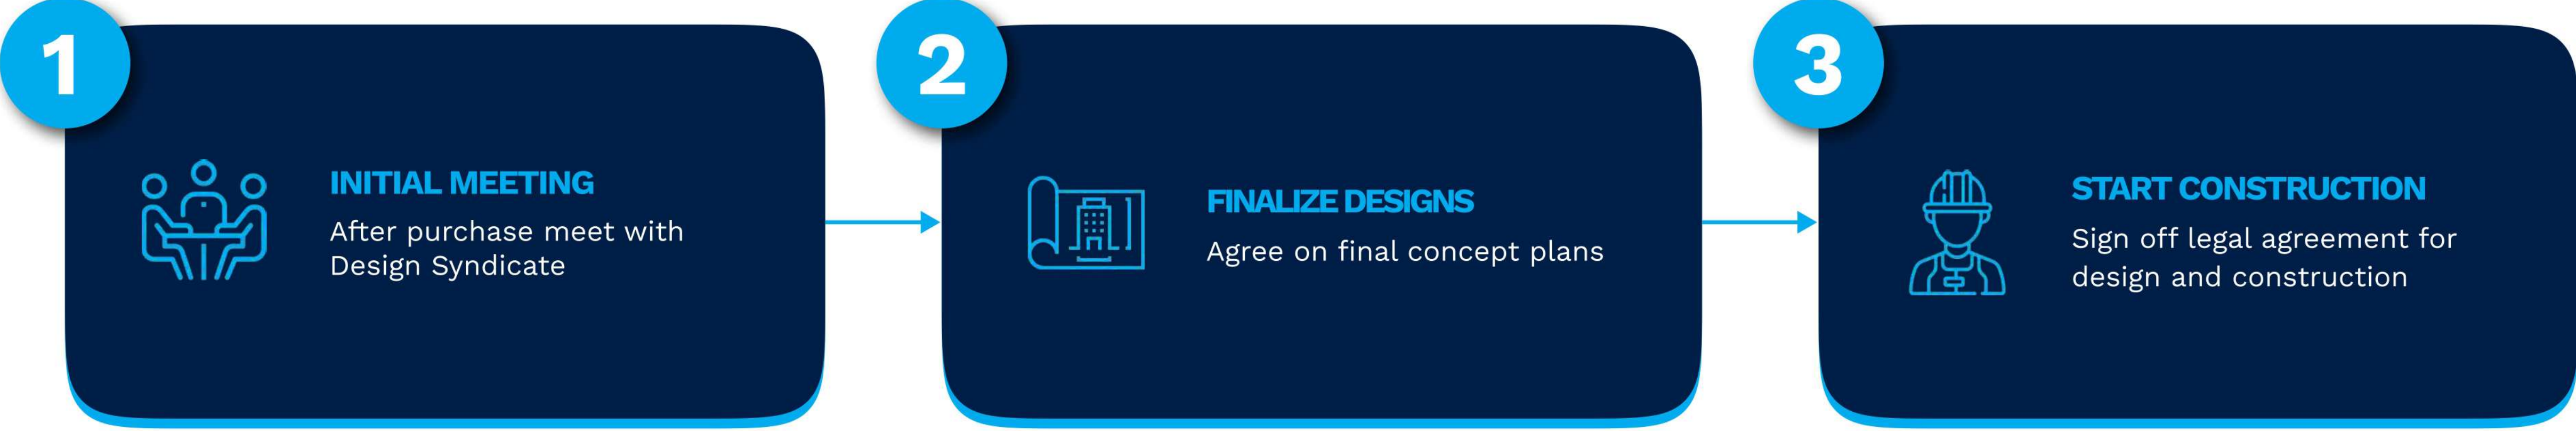 1
INITIAL MEETING
After purchase meet with
Design Syndicate
2
FINALIZE DESIGNS
Agree on final concept plans
3
START CONSTRUCTION
Sign off legal agreement for
design and construction